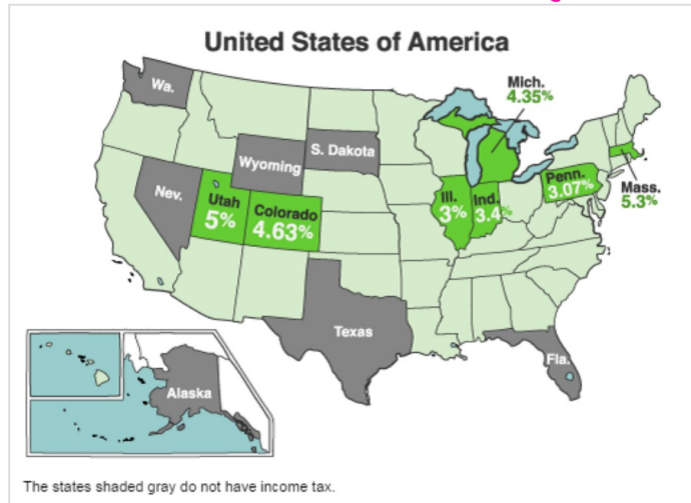 United States of America
Wa.
Mich.
4.35%
S. Dakota
Wyoming
Nev.
Utah
5%
Colorado
4.63%
Ill.
3%
Ind.
3.4%
Penn.
3.07%
Mass.
5.3%
Texas
Fla.
Alaska
The states shaded gray do not have income tax.